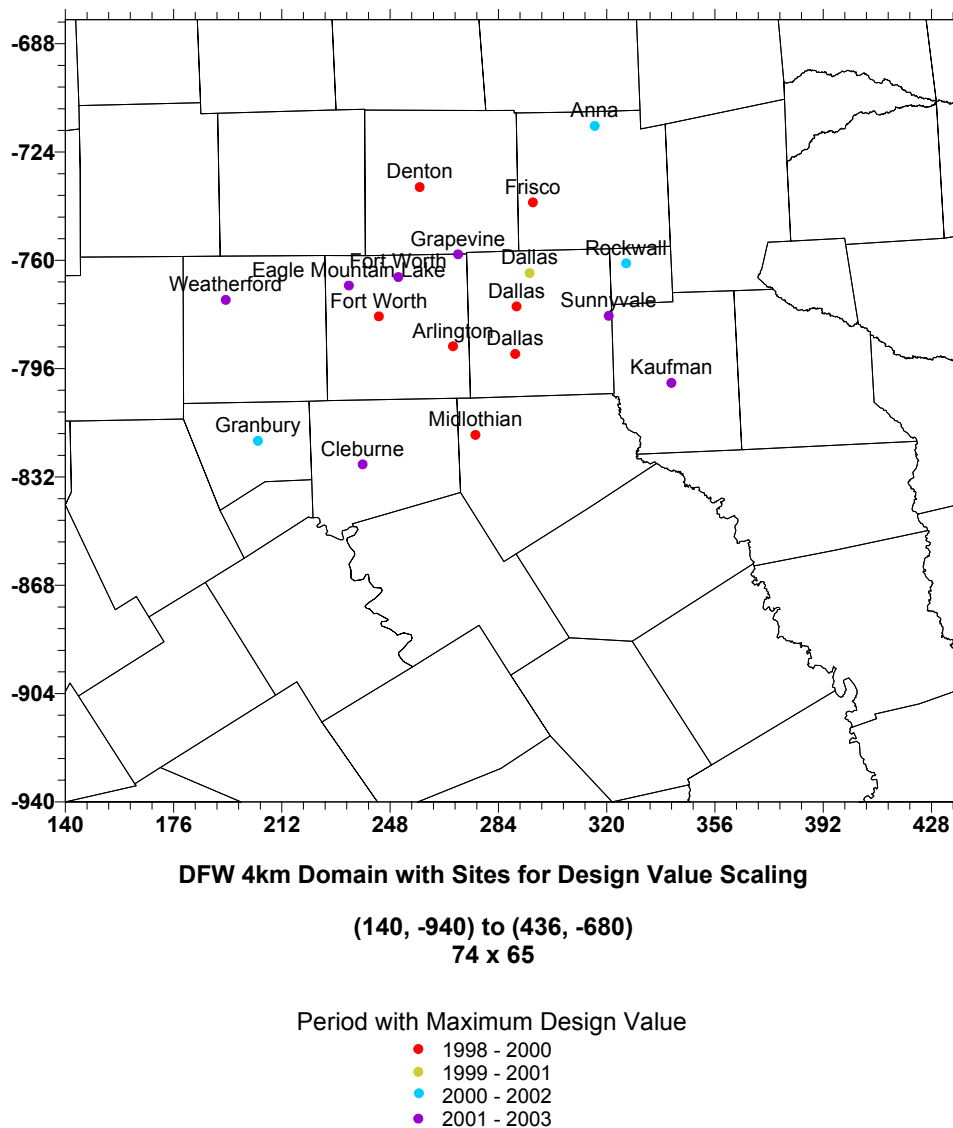 -688
Anna
-724
Denton
Frisco
Grapevine
-760
Fort Worth
Dallas
Rockwall
Eagle Mountain Lake
Weatherford
Fort Worth
Dallas
Sunnyvale
Arlington
Dallas
-796
Kaufman
Granbury
Midlothian
Cleburne
-832
-868
-904
-940
140 176 212 248 284 320 356 392 428
DFW 4km Domain with Sites for Design Value Scaling
(140, -940) to (436, -680)
74 x 65
Period with Maximum Design Value
1998 - 2000
1999 - 2001
2000 - 2002
2001 - 2003